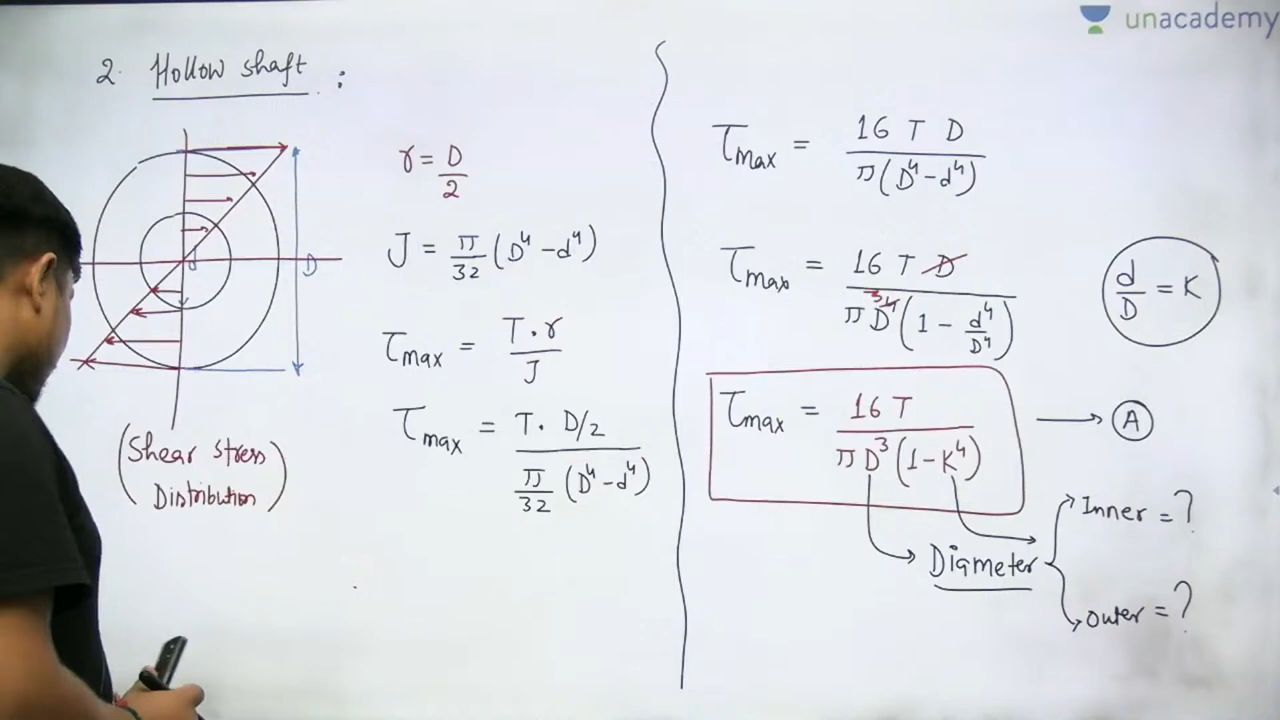 unacademy
2. Hollow shaft :
D
d
(Shear stress
Distribution)
r = D/2
J = π/32 (D⁴ - d⁴)
τmax = T . r / J
τmax = T . D/2 / π/32 (D⁴ - d⁴)
τmax = 16 T D / π(D⁴ - d⁴)
τmax = 16 T D / π D⁴ ³ (1 - d⁴/D⁴)
d/D = K
τmax = 16 T / π D³ (1 - K⁴)
A
Diameter
Inner = ?
outer = ?